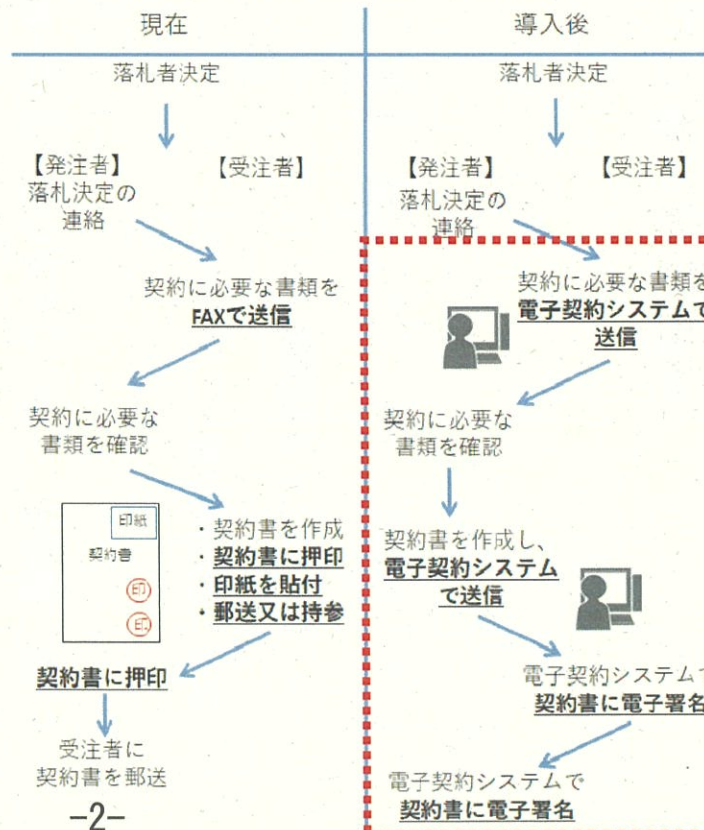 現在
落札者決定
【発注者】
【受注者】
落札決定の
連絡
契約に必要な書類を
FAXで送信
契約に必要な
書類を確認
印紙
契約書
印
印
・契約書を作成
・契約書に押印
・印紙を貼付
・郵送又は持参
契約書に押印
受注者に
契約書を郵送
−2−
導入後
落札者決定
【発注者】
【受注者】
落札決定の
連絡
契約に必要な書類を
電子契約システムで
送信
契約に必要な
書類を確認
契約書を作成し、
電子契約システム
で送信
電子契約システムで
契約書に電子署名
電子契約システムで
契約書に電子署名